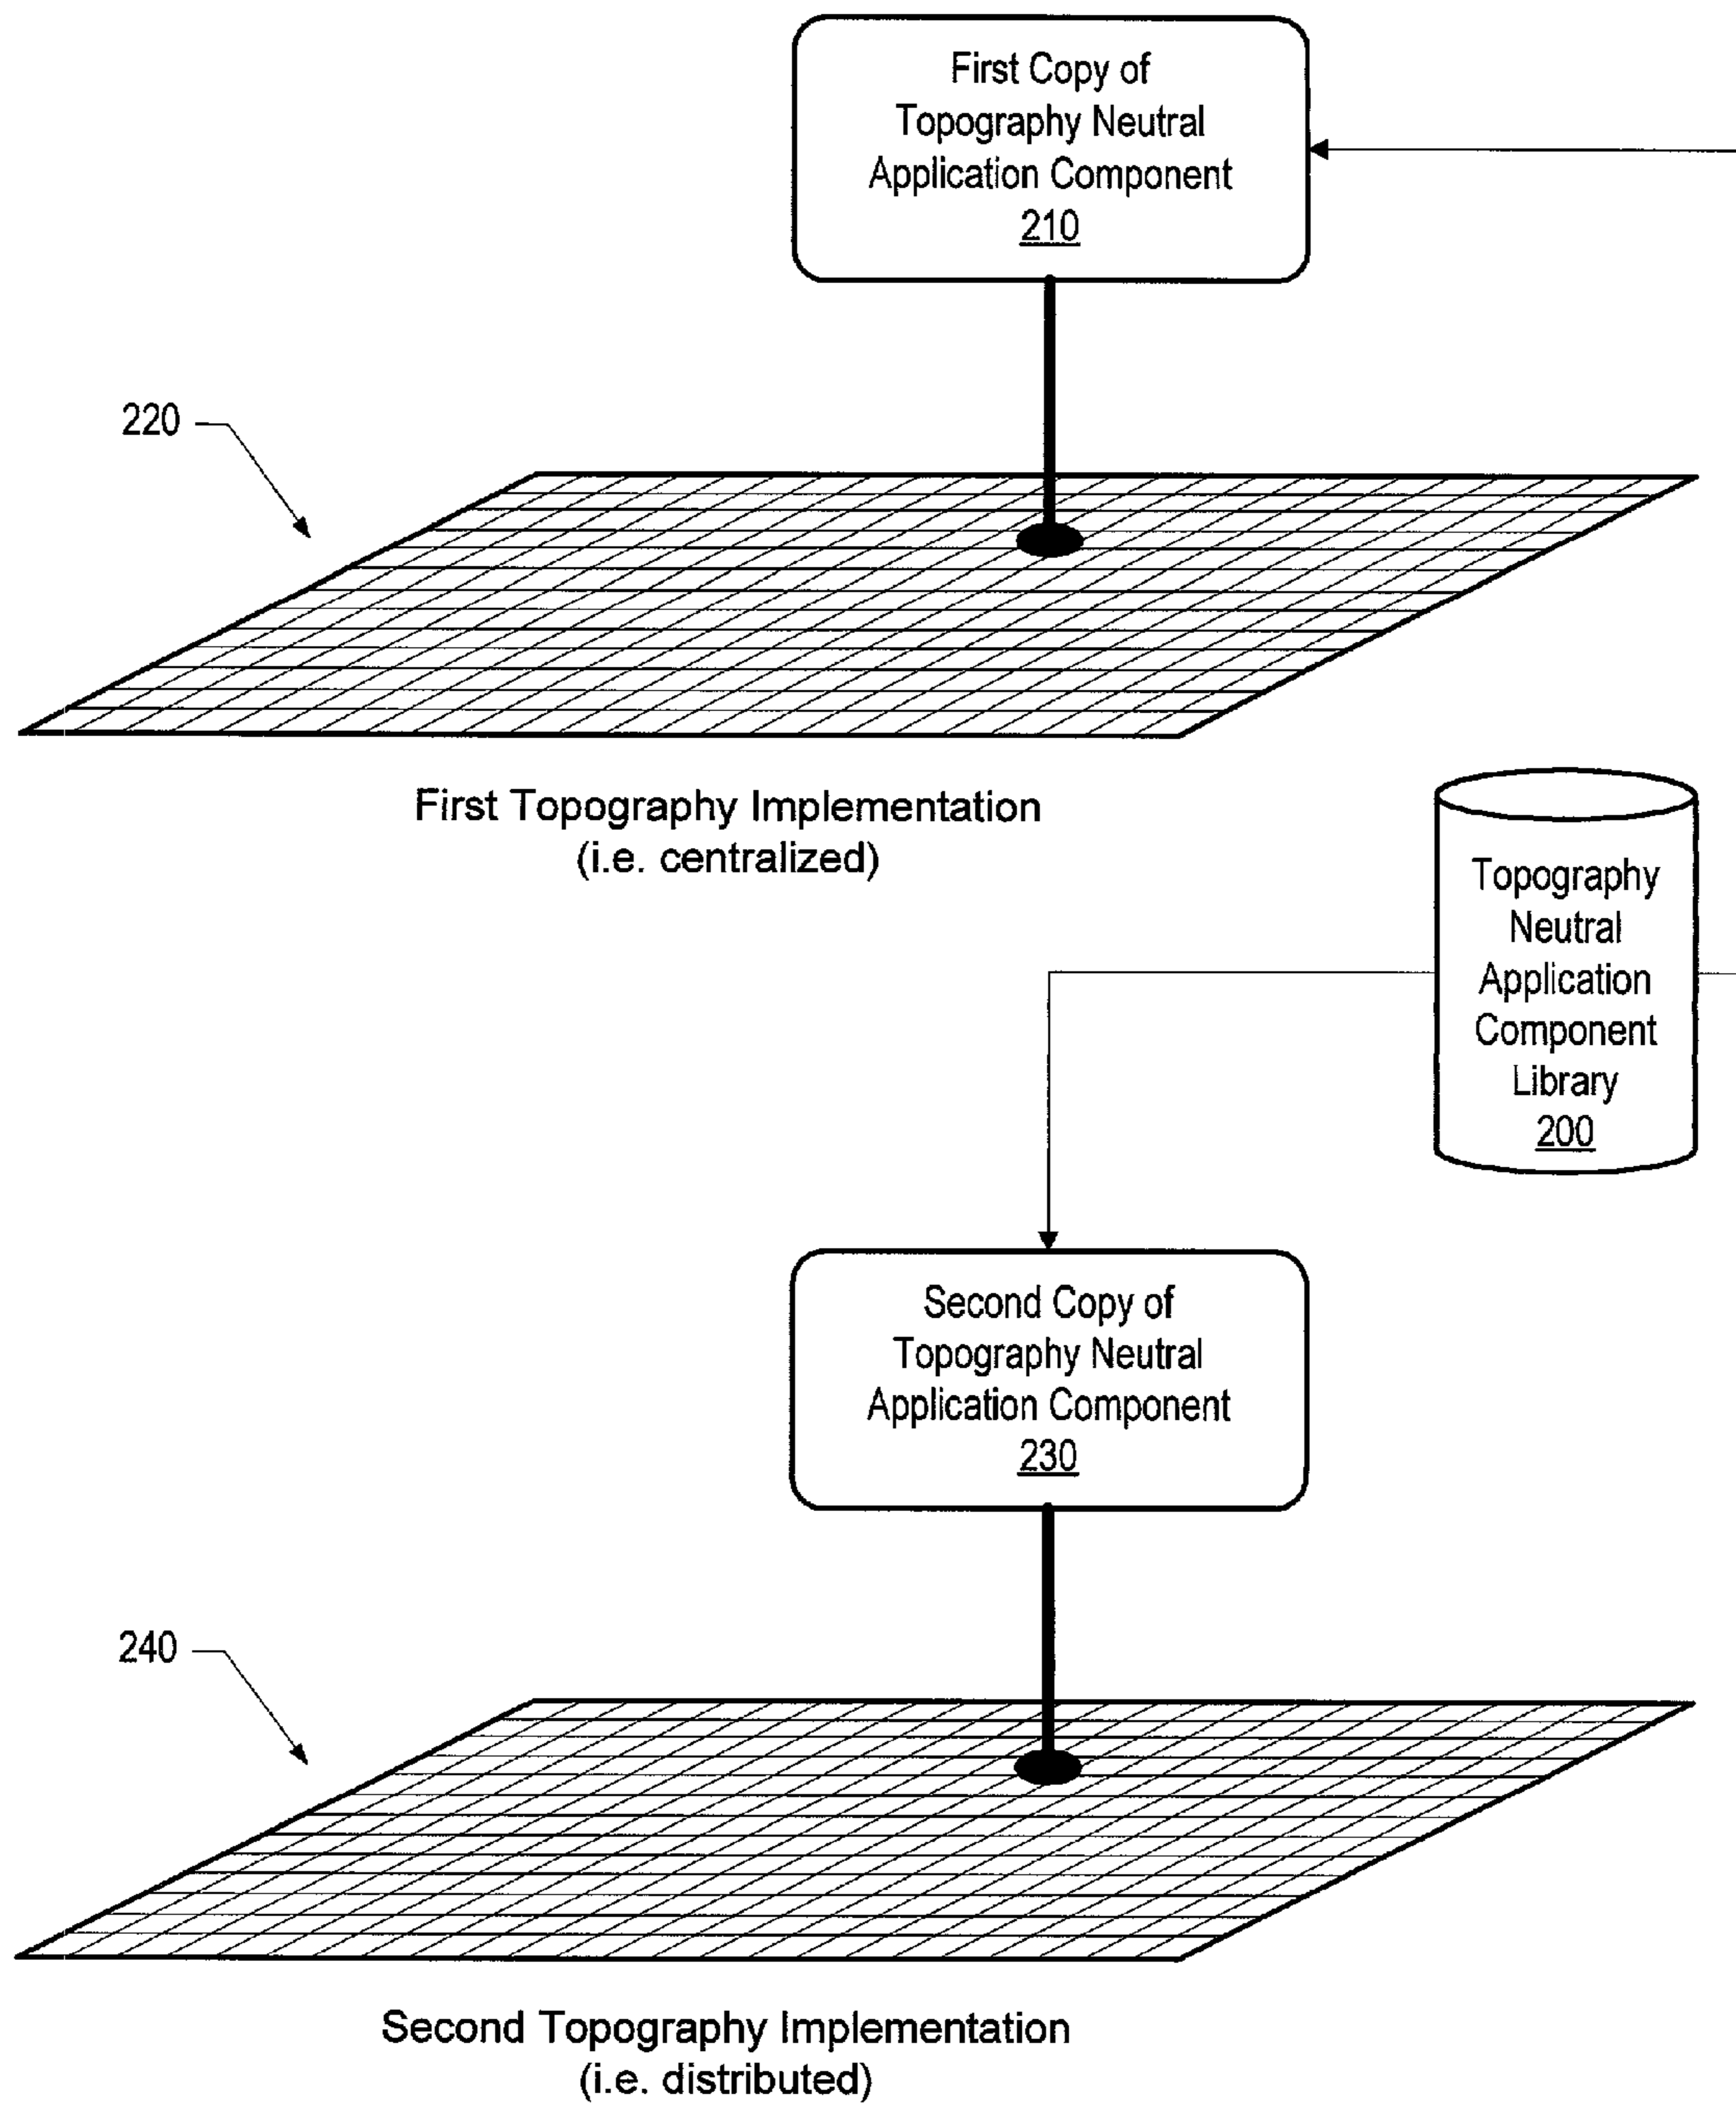 First Copy of
Topography Neutral
Application Component
210
220
First Topography Implementation
(i.e. centralized)
Topography
Neutral
Application
Component
Library
200
Second Copy of
Topography Neutral
Application Component
230
240
Second Topography Implementation
(i.e. distributed)